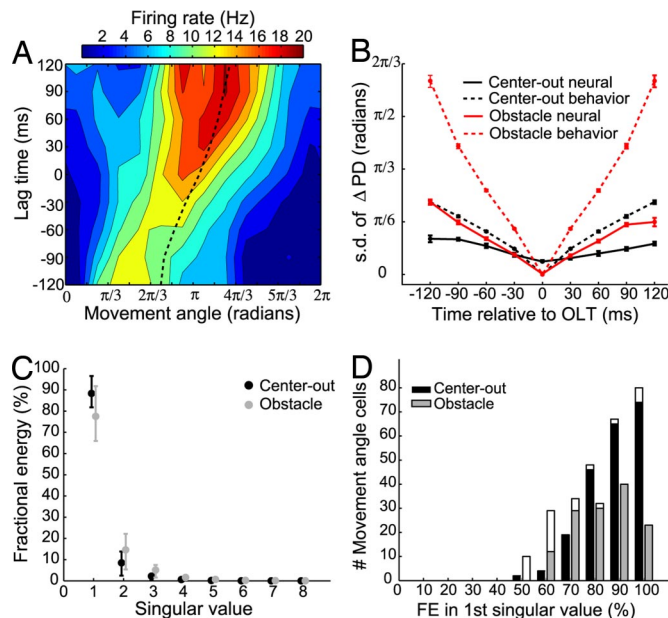 A
Firing rate (Hz)
2 4 6 8 10 12 14 16 18 20
Lag time (ms)
120
90
60
30
0
-30
-60
-90
-120
0 π/3 2π/3 π 4π/3 5π/3 2π
Movement angle (radians)
B
s.d. of Δ PD (radians)
2π/3
π/2
π/3
π/6
0
Center-out neural
Center-out behavior
Obstacle neural
Obstacle behavior
-120 -90 -60 -30 0 30 60 90 120
Time relative to OLT (ms)
C
Fractional energy (%)
100
90
80
70
60
50
40
30
20
10
0
Center-out
Obstacle
0 1 2 3 4 5 6 7 8
Singular value
D
# Movement angle cells
80
70
60
50
40
30
20
10
0
Center-out
Obstacle
0 10 20 30 40 50 60 70 80 90 100
FE in 1st singular value (%)